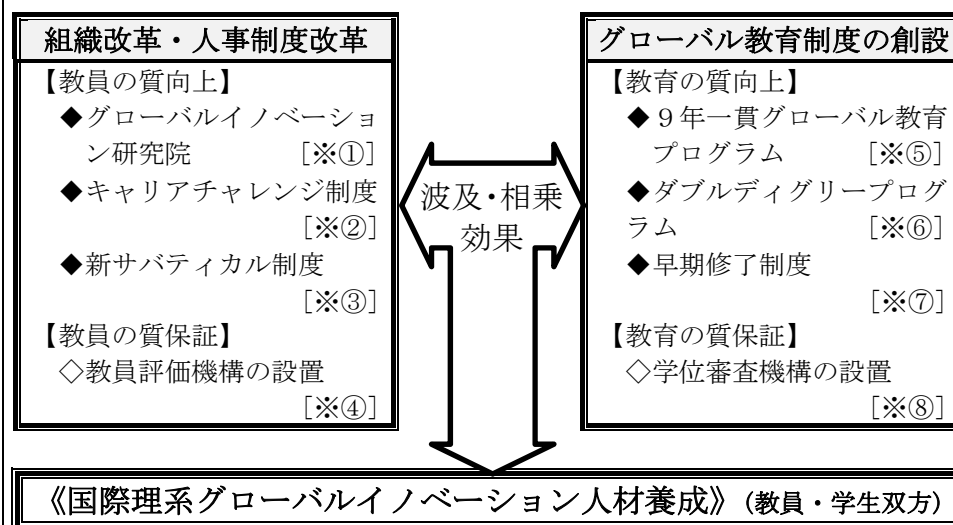 組織改革・人事制度改革
【教員の質向上】
◆グローバルイノベーショ
ン研究院 [※①]
◆キャリアチャレンジ制度
[※②]
◆新サバティカル制度
[※③]
【教員の質保証】
◇教員評価機構の設置
[※④]
波及・相乗
効果
グローバル教育制度の創設
【教育の質向上】
◆９年一貫グローバル教育
プログラム [※⑤]
◆ダブルディグリープログ
ラム [※⑥]
◆早期修了制度
[※⑦]
【教育の質保証】
◇学位審査機構の設置
[※⑧]
《国際理系グローバルイノベーション人材養成》（教員・学生双方）